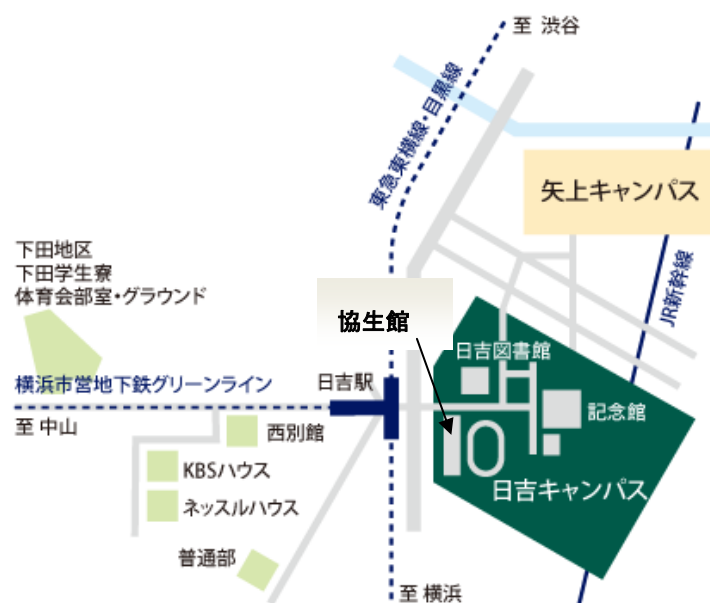 至 渋谷
東急東横線・目黒線
矢上キャンパス
下田地区
下田学生寮
体育会部室・グラウンド
JR新幹線
協生館
日吉図書館
横浜市営地下鉄グリーンライン
日吉駅
記念館
至 中山
西別館
KBSハウス
日吉キャンパス
ネッスルハウス
普通部
至 横浜